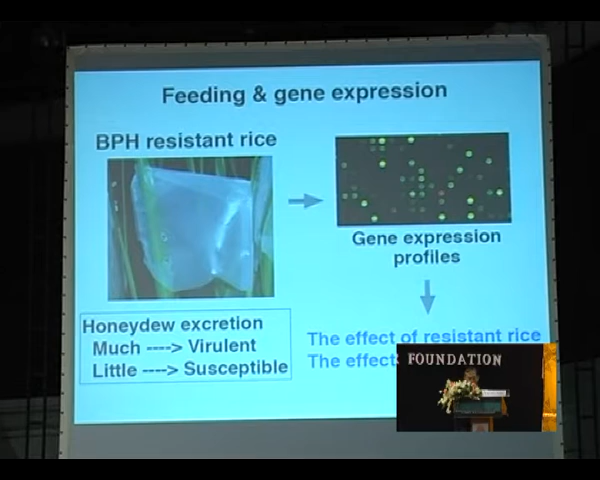 Feeding & gene expression
BPH resistant rice
Gene expression
profiles
Honeydew excretion
Much ----> Virulent
Little ----> Susceptible
The effect of resistant rice
The effect
FOUNDATION